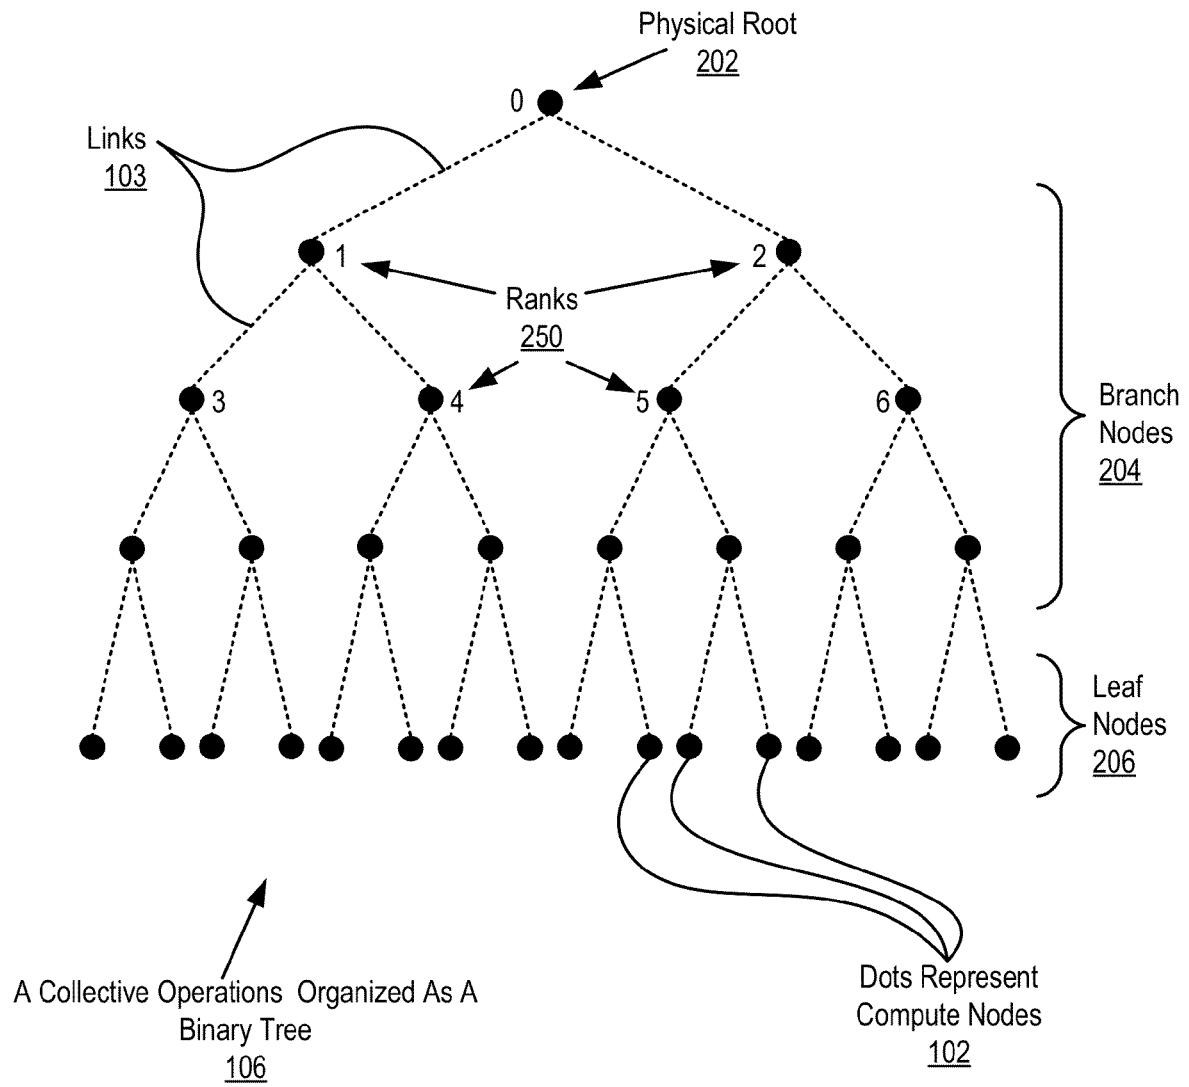 Physical Root
202
0
Links
103
1
2
Ranks
250
3
4
5
6
Branch
Nodes
204
Leaf
Nodes
206
A Collective Operations Organized As A
Binary Tree
106
Dots Represent
Compute Nodes
102